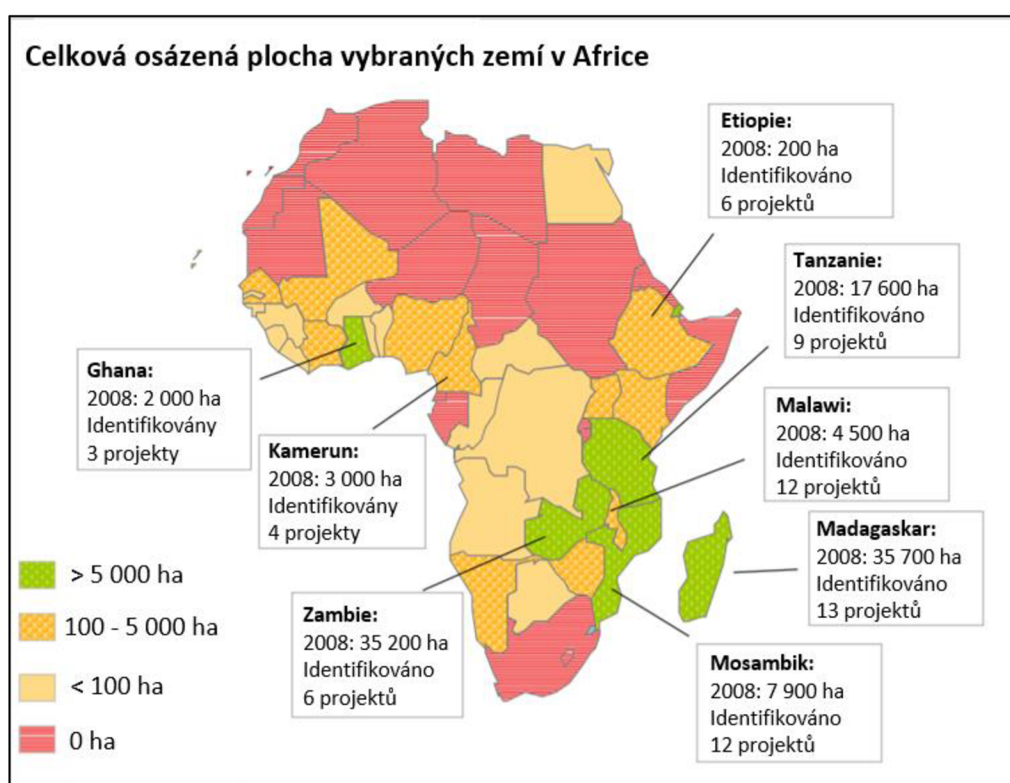 Celková osázená plocha vybraných zemí v Africe
Etiopie:
2008: 200 ha
Identifikováno
6 projektů
Tanzanie:
2008: 17 600 ha
Identifikováno
9 projektů
Ghana:
2008: 2 000 ha
Identifikovány
3 projekty
Malawi:
2008: 4 500 ha
Identifikováno
12 projektů
Kamerun:
2008: 3 000 ha
Identifikovány
4 projekty
Madagaskar:
2008: 35 700 ha
Identifikováno
13 projektů
Zambie:
2008: 35 200 ha
Identifikováno
6 projektů
Mosambik:
2008: 7 900 ha
Identifikováno
12 projektů
> 5 000 ha
100 - 5 000 ha
< 100 ha
0 ha